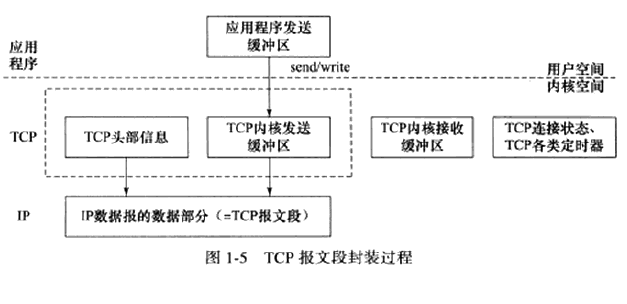 应用
程序
应用程序发送
缓冲区
send/write
用户空间
内核空间
TCP
TCP头部信息
TCP内核发送
缓冲区
TCP内核接收
缓冲区
TCP连接状态、
TCP各类定时器
IP
IP数据报的数据部分（=TCP报文段）
图 1-5 TCP 报文段封装过程